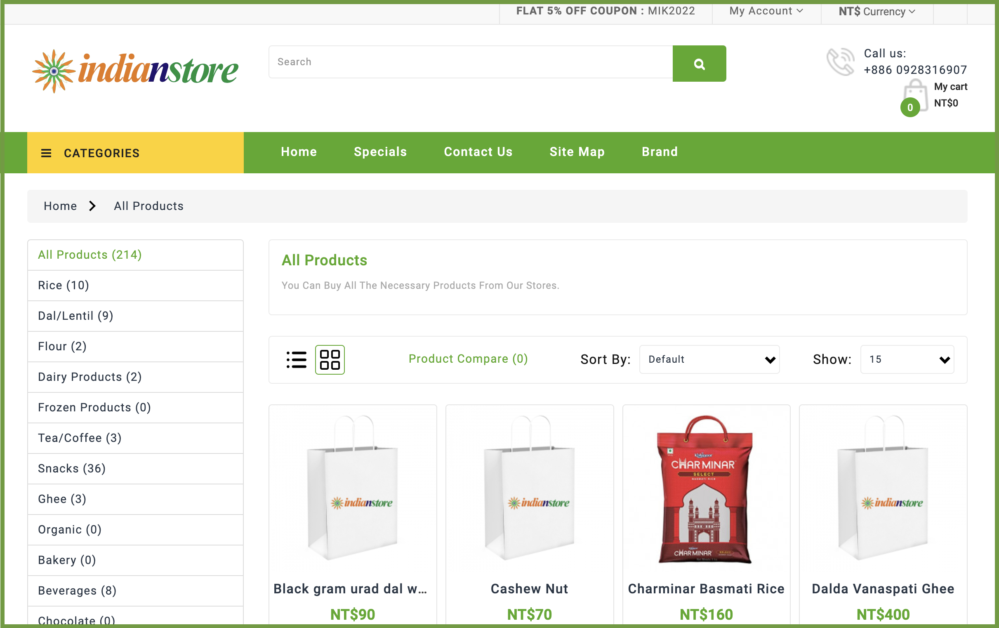 FLAT 5% OFF COUPON : MIK2022
My Account
NT$ Currency
indianstore
Search
Call us:
+886 0928316907
My cart
NT$0
0
CATEGORIES
Home
Specials
Contact Us
Site Map
Brand
Home
All Products
All Products (214)
Rice (10)
Dal/Lentil (9)
Flour (2)
Dairy Products (2)
Frozen Products (0)
Tea/Coffee (3)
Snacks (36)
Ghee (3)
Organic (0)
Bakery (0)
Beverages (8)
Chocolate (0)
All Products
You Can Buy All The Necessary Products From Our Stores.
Product Compare (0)
Sort By:
Default
Show:
15
indianstore
Black gram urad dal w...
NT$90
indianstore
Cashew Nut
NT$70
Kohinoor
CHARMINAR
SELECT
BASMATI RICE
CHARMINAR
SELECT
Charminar Basmati Rice
NT$160
indianstore
Dalda Vanaspati Ghee
NT$400